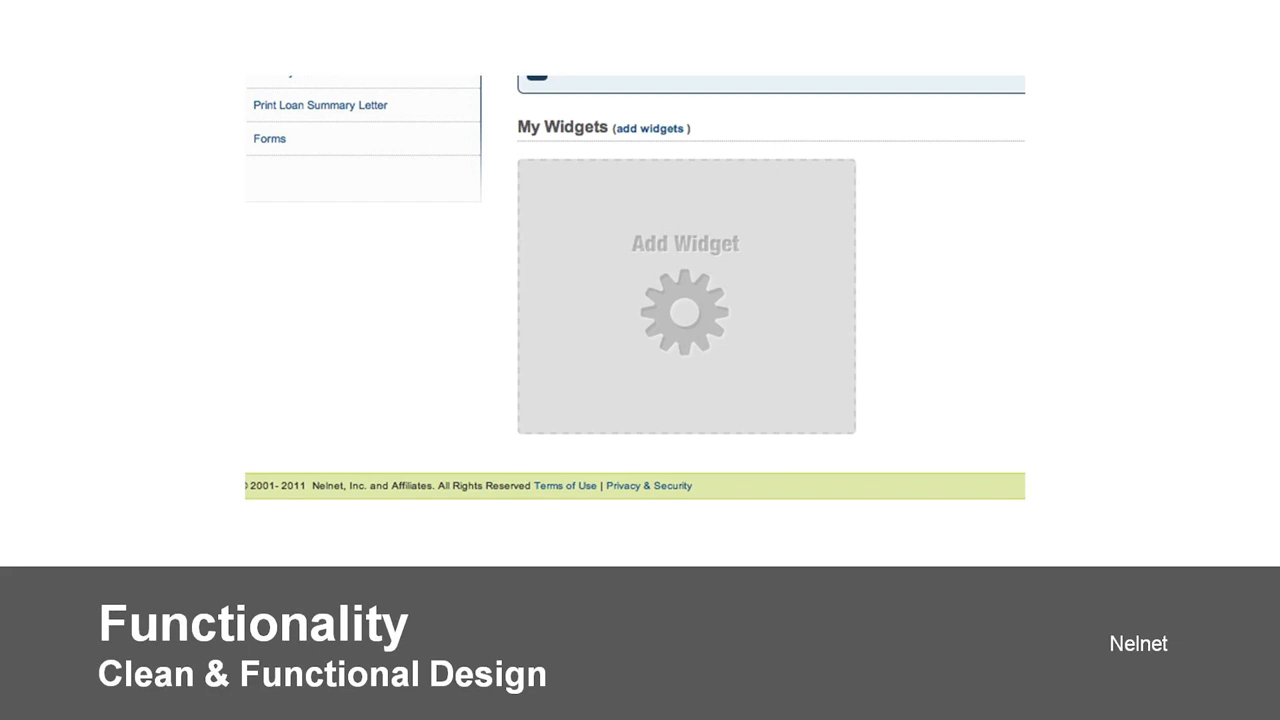 Print Loan Summary Letter
Forms
My Widgets (add widgets )
Add Widget
2001- 2011 Nelnet, Inc. and Affiliates. All Rights Reserved Terms of Use | Privacy & Security
Functionality
Clean & Functional Design
Nelnet